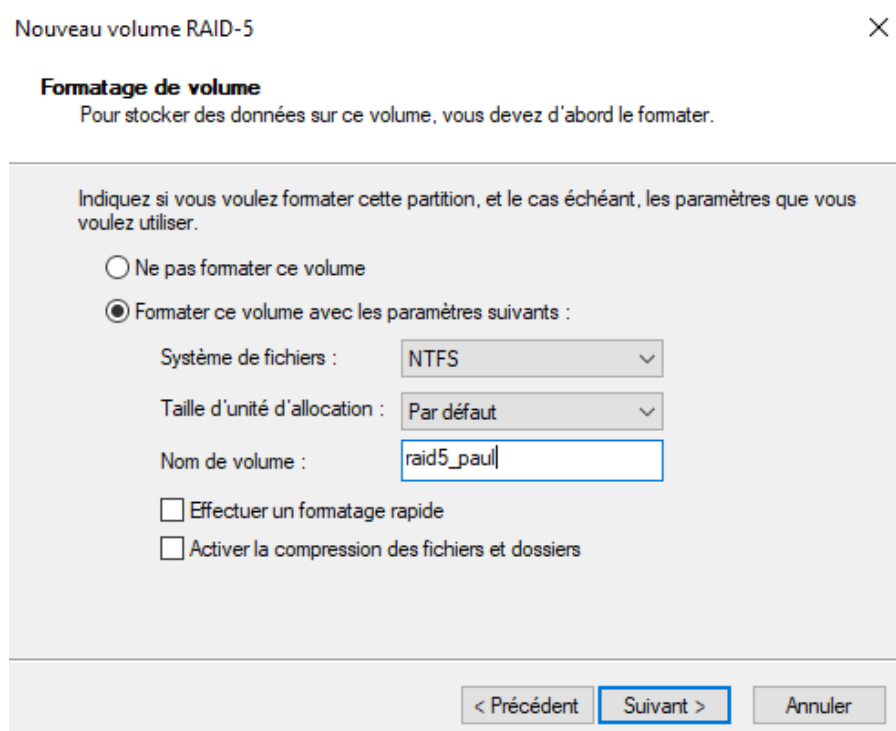 Nouveau volume RAID-5
Formatage de volume
Pour stocker des données sur ce volume, vous devez d'abord le formater.
Indiquez si vous voulez formater cette partition, et le cas échéant, les paramètres que vous
voulez utiliser.
Ne pas formater ce volume
Formater ce volume avec les paramètres suivants :
Système de fichiers : NTFS
Taille d'unité d'allocation : Par défaut
Nom de volume : raid5_paul
Effectuer un formatage rapide
Activer la compression des fichiers et dossiers
< Précédent Suivant > Annuler